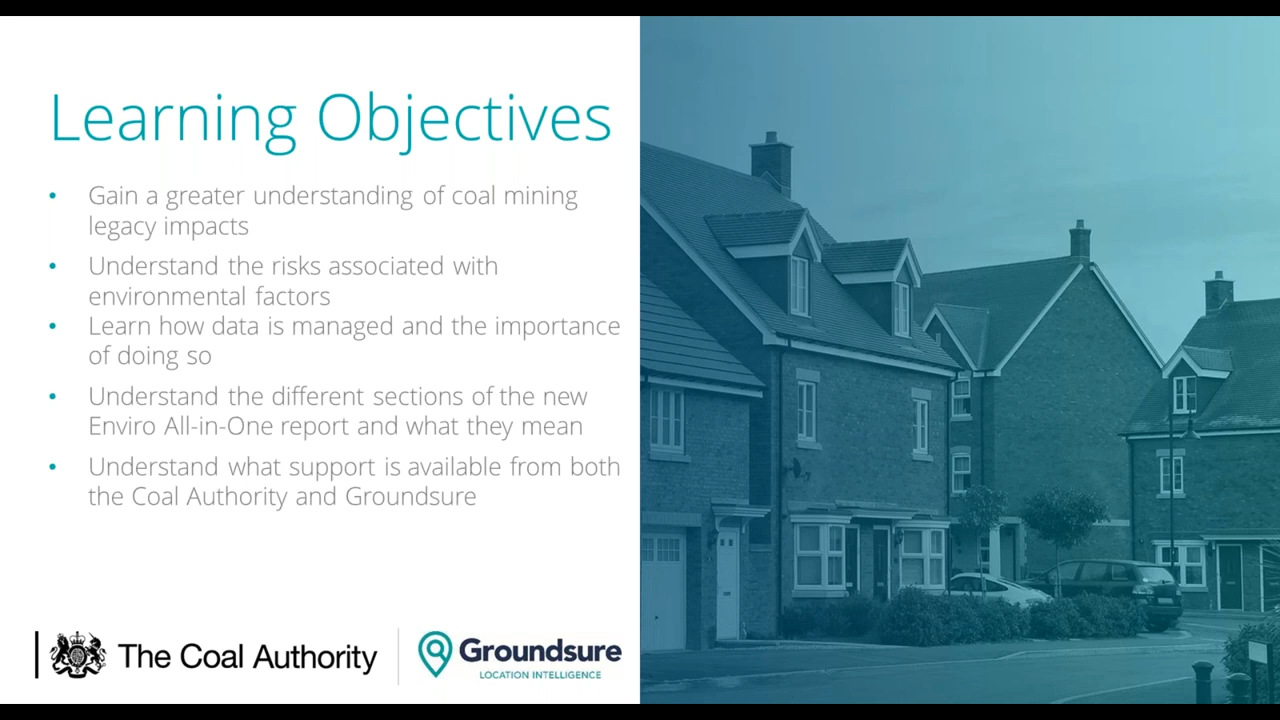 Learning Objectives
• Gain a greater understanding of coal mining
legacy impacts
• Understand the risks associated with
environmental factors
• Learn how data is managed and the importance
of doing so
• Understand the different sections of the new
Enviro All-in-One report and what they mean
• Understand what support is available from both
the Coal Authority and Groundsure
The Coal Authority
Groundsure
LOCATION INTELLIGENCE